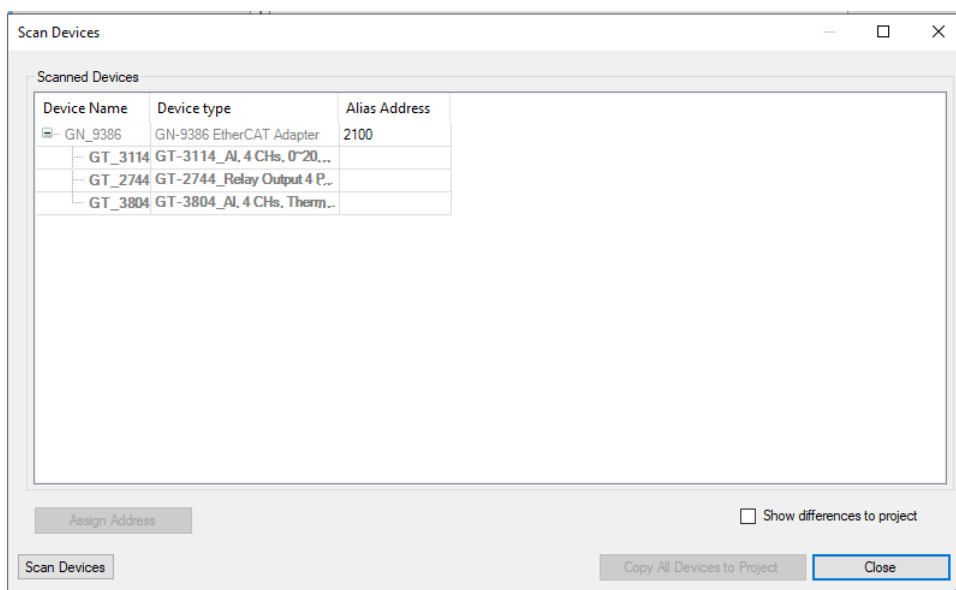 Scan Devices
Scanned Devices
Device Name Device type Alias Address
GN_9386 GN-9386 EtherCAT Adapter 2100
GT_3114 GT-3114_AI, 4 CHs, 0~20,...
GT_2744 GT-2744_Relay Output 4 P...
GT_3804 GT-3804_AI, 4 CHs, Therm...
Assign Address
Show differences to project
Scan Devices Copy All Devices to Project Close